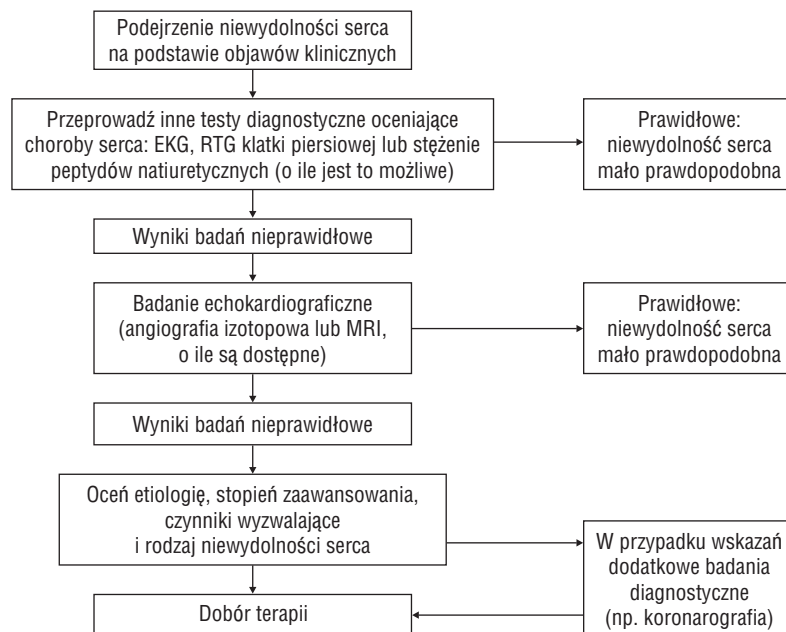 Podejrzenie niewydolności serca
na podstawie objawów klinicznych
Przeprowadź inne testy diagnostyczne oceniające
choroby serca: EKG, RTG klatki piersiowej lub stężenie
peptydów natiuretycznych (o ile jest to możliwe)
Prawidłowe:
niewydolność serca
mało prawdopodobna
Wyniki badań nieprawidłowe
Badanie echokardiograficzne
(angiografia izotopowa lub MRI,
o ile są dostępne)
Prawidłowe:
niewydolność serca
mało prawdopodobna
Wyniki badań nieprawidłowe
Oceń etiologię, stopień zaawansowania,
czynniki wyzwalające
i rodzaj niewydolności serca
W przypadku wskazań
dodatkowe badania
diagnostyczne
(np. koronarografia)
Dobór terapii